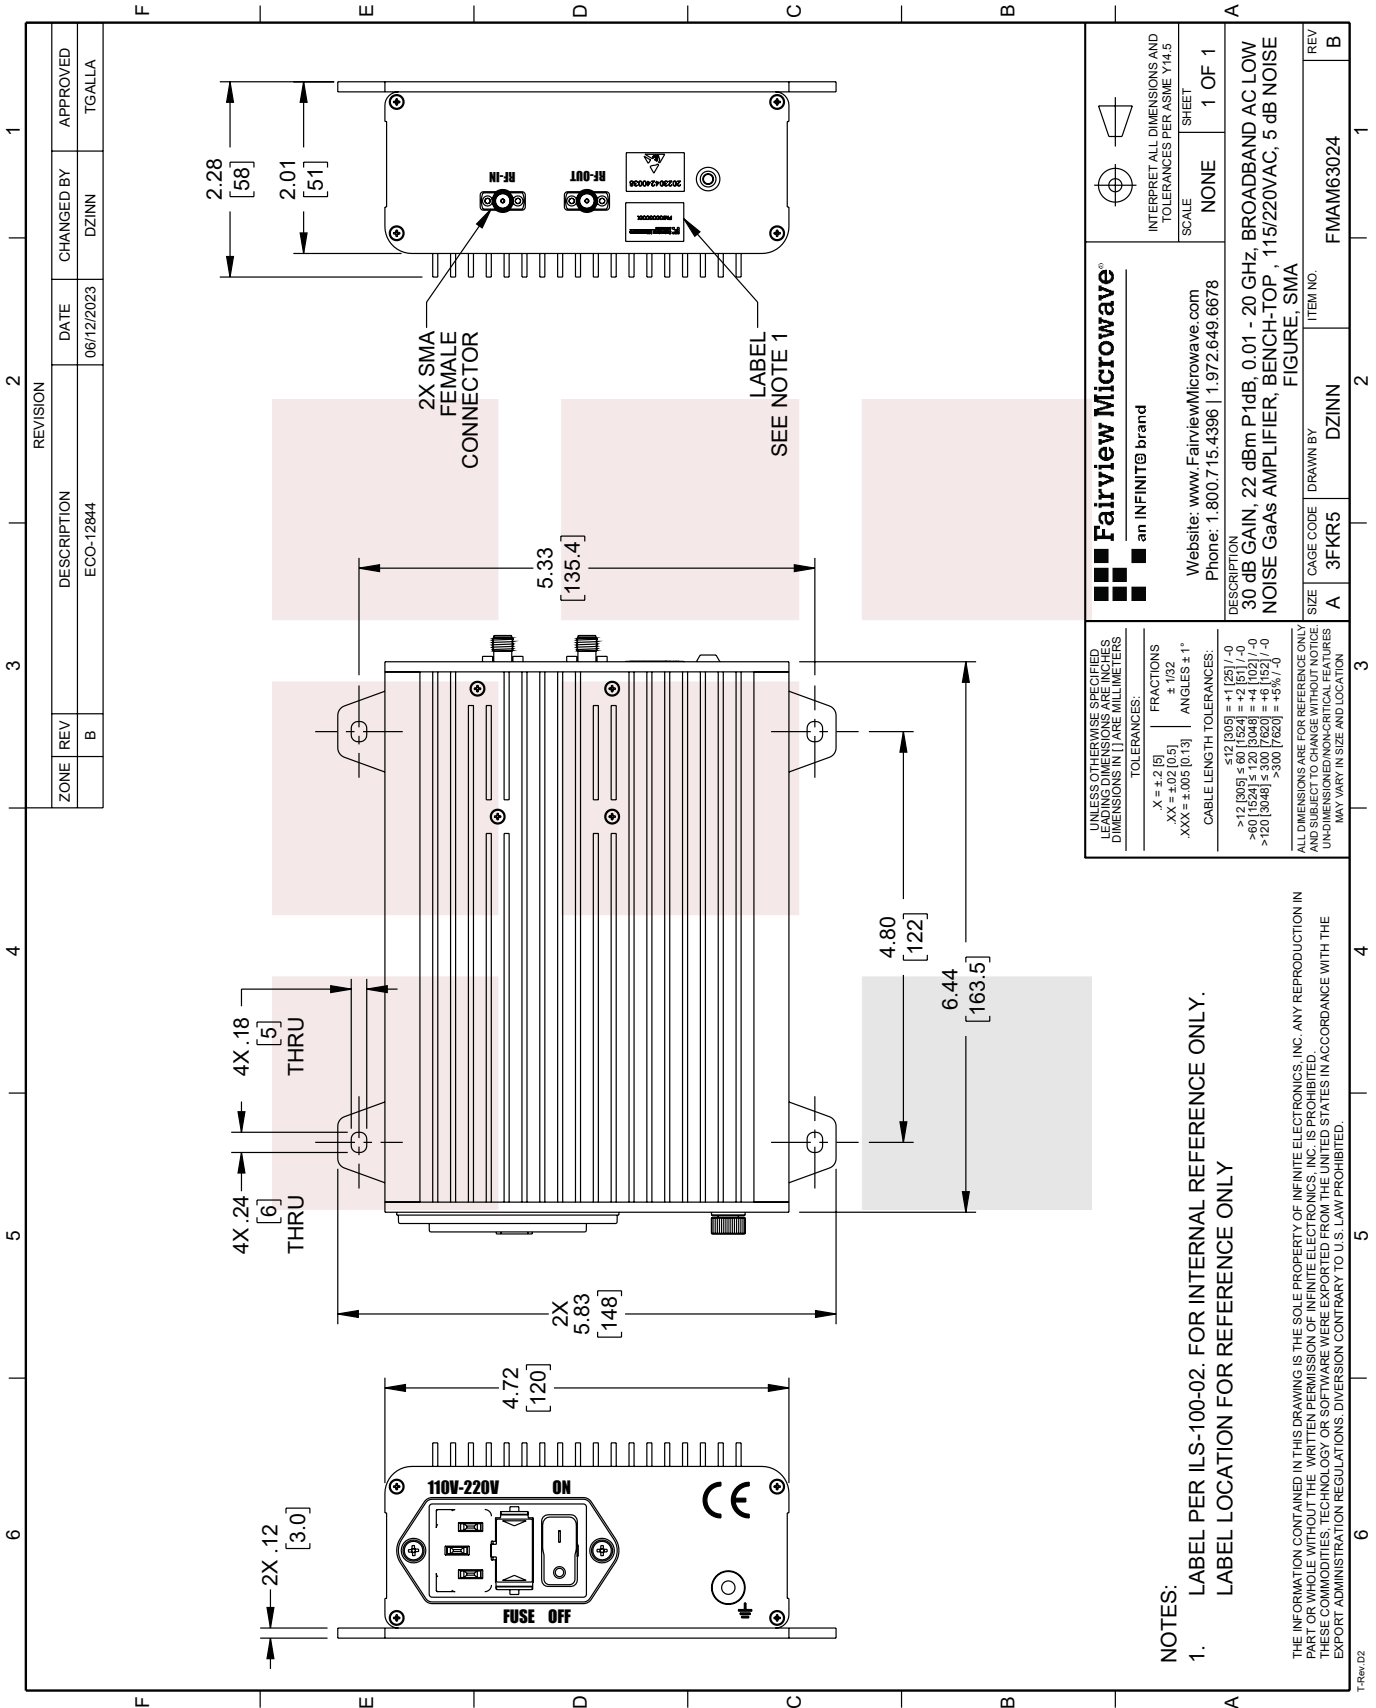 6
5
4
3
2
1
F
E
D
C
B
A
REVISION
ZONE
REV
DESCRIPTION
DATE
CHANGED BY
APPROVED
B
ECO-12844
06/12/2023
DZINN
TGALLA
2X .12
[3.0]
4.72
[120]
110V-220V
ON
FUSE
OFF
CE
4X .24
[6]
THRU
4X .18
[5]
THRU
2X
5.83
[148]
5.33
[135.4]
4.80
[122]
6.44
[163.5]
2.28
[58]
2.01
[51]
2X SMA
FEMALE
CONNECTOR
RF-IN
RF-OUT
202304240036
LABEL
SEE NOTE 1
NOTES:
1. LABEL PER ILS-100-02. FOR INTERNAL REFERENCE ONLY.
LABEL LOCATION FOR REFERENCE ONLY
THE INFORMATION CONTAINED IN THIS DRAWING IS THE SOLE PROPERTY OF INFINITE ELECTRONICS, INC. ANY REPRODUCTION IN
PART OR WHOLE WITHOUT THE WRITTEN PERMISSION OF INFINITE ELECTRONICS, INC. IS PROHIBITED.
THESE COMMODITIES, TECHNOLOGY OR SOFTWARE WERE EXPORTED FROM THE UNITED STATES IN ACCORDANCE WITH THE
EXPORT ADMINISTRATION REGULATIONS. DIVERSION CONTRARY TO U.S. LAW PROHIBITED.
UNLESS OTHERWISE SPECIFIED
LEADING DIMENSIONS ARE INCHES
DIMENSIONS IN [ ] ARE MILLIMETERS
TOLERANCES:
.X = ±.2 [5]
.XX = ±.02 [0.5]
.XXX = ±.005 [0.13]
FRACTIONS
± 1/32
ANGLES ± 1°
CABLE LENGTH TOLERANCES:
≤12 [305] = +1 [25] / -0
>12 [305] ≤ 60 [1524] = +2 [51] / -0
>60 [1524] ≤ 120 [3048] = +4 [102] / -0
>120 [3048] ≤ 300 [7620] = +6 [152] / -0
>300 [7620] = +5% / -0
ALL DIMENSIONS ARE FOR REFERENCE ONLY
AND SUBJECT TO CHANGE WITHOUT NOTICE.
UN-DIMENSIONED/NON-CRITICAL FEATURES
MAY VARY IN SIZE AND LOCATION
Fairview Microwave®
an INFINIT® brand
Website: www.FairviewMicrowave.com
Phone: 1.800.715.4396 | 1.972.649.6678
INTERPRET ALL DIMENSIONS AND
TOLERANCES PER ASME Y14.5
SCALE
NONE
SHEET
1 OF 1
DESCRIPTION
30 dB GAIN, 22 dBm P1dB, 0.01 - 20 GHz, BROADBAND AC LOW
NOISE GaAs AMPLIFIER, BENCH-TOP , 115/220VAC, 5 dB NOISE
FIGURE, SMA
SIZE
A
CAGE CODE
3FKR5
DRAWN BY
DZINN
ITEM NO.
FMAM63024
REV
B
T-Rev.D2
6
5
4
3
2
1
F
E
D
C
B
A